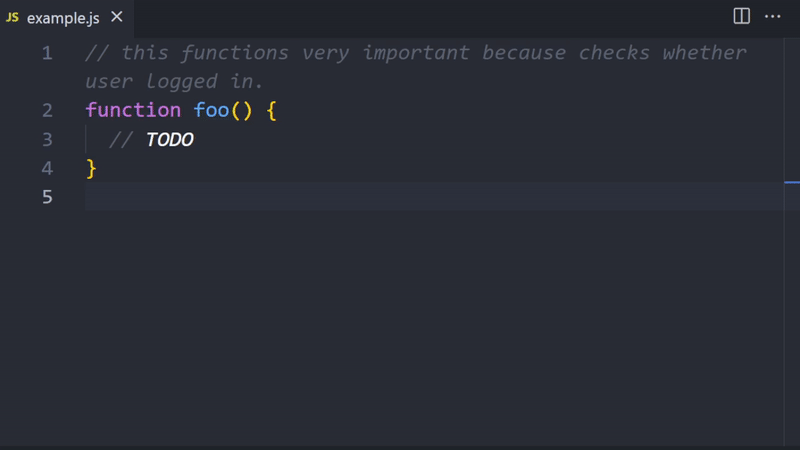 JS example.js
1 // this functions very important because checks whether
user logged in.
2 function foo() {
3 // TODO
4 }
5